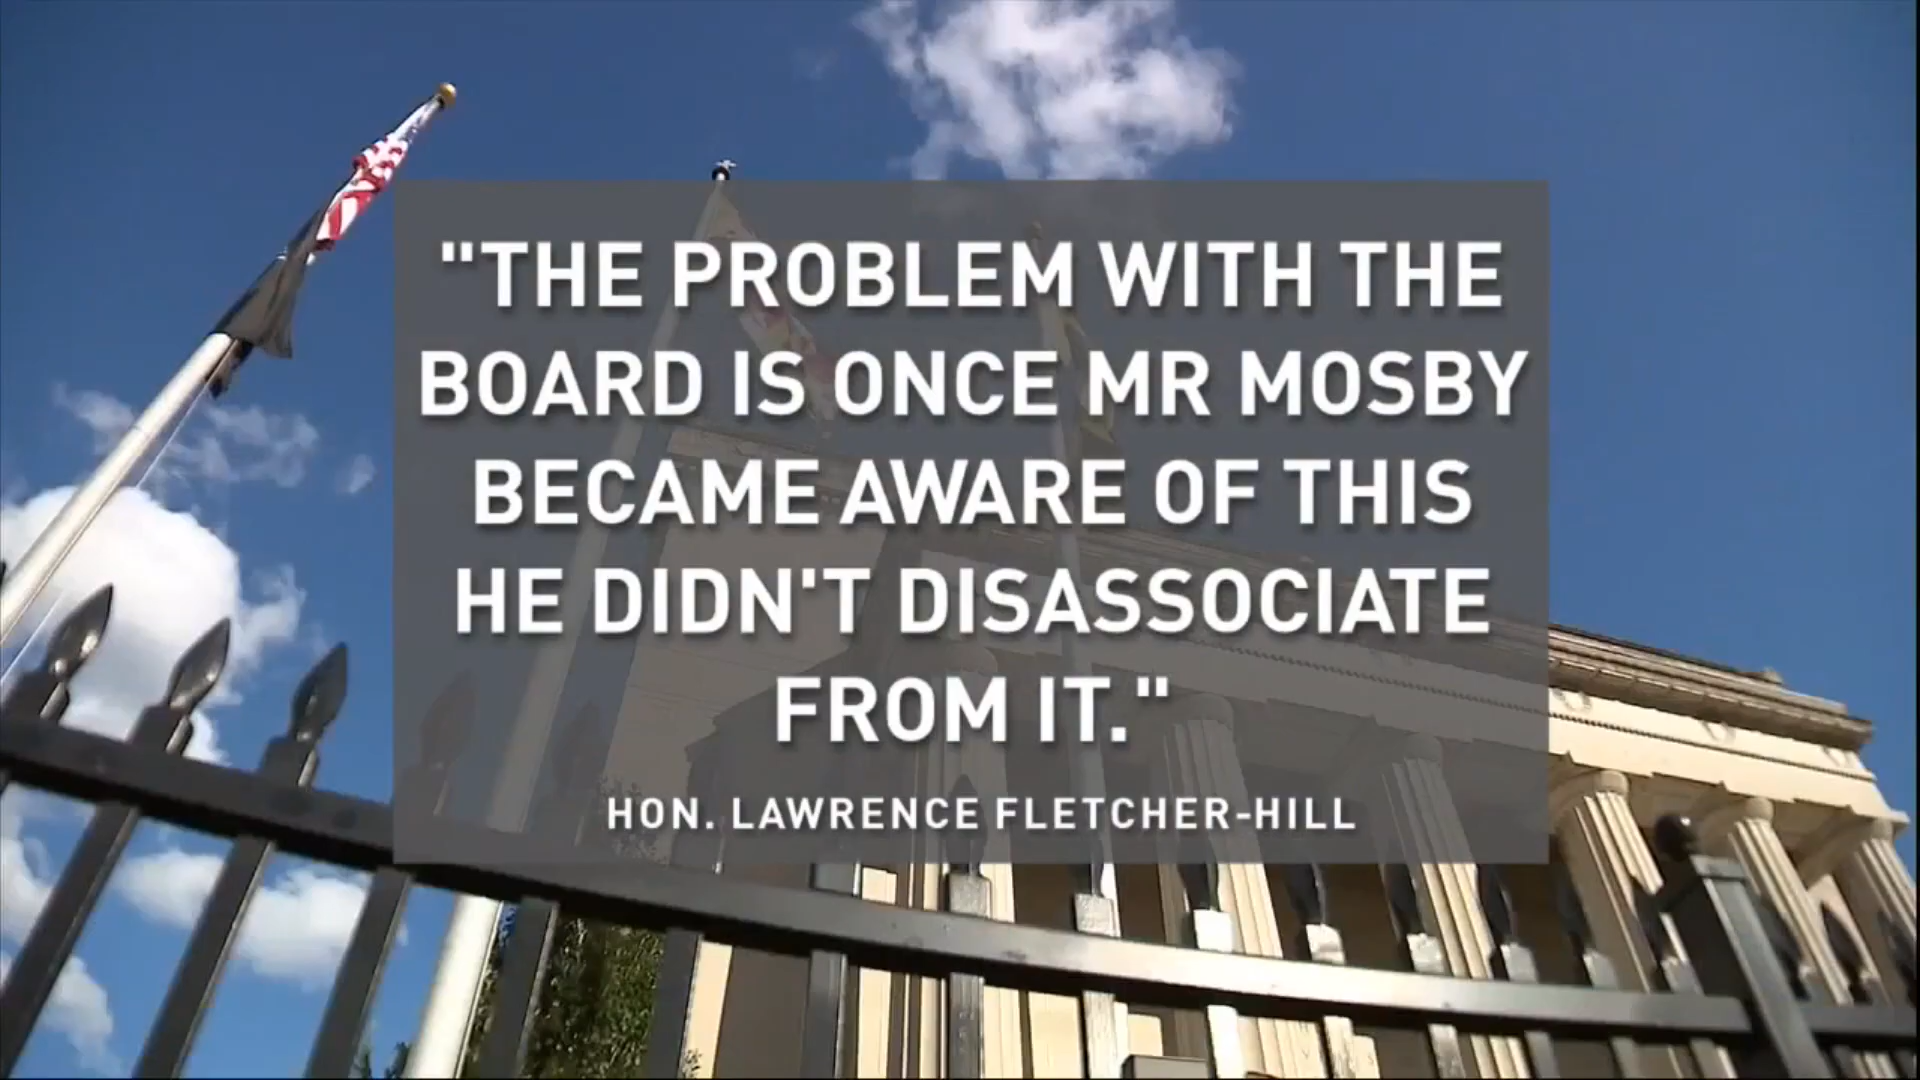 "THE PROBLEM WITH THE
BOARD IS ONCE MR MOSBY
BECAME AWARE OF THIS
HE DIDN'T DISASSOCIATE
FROM IT."
HON. LAWRENCE FLETCHER-HILL